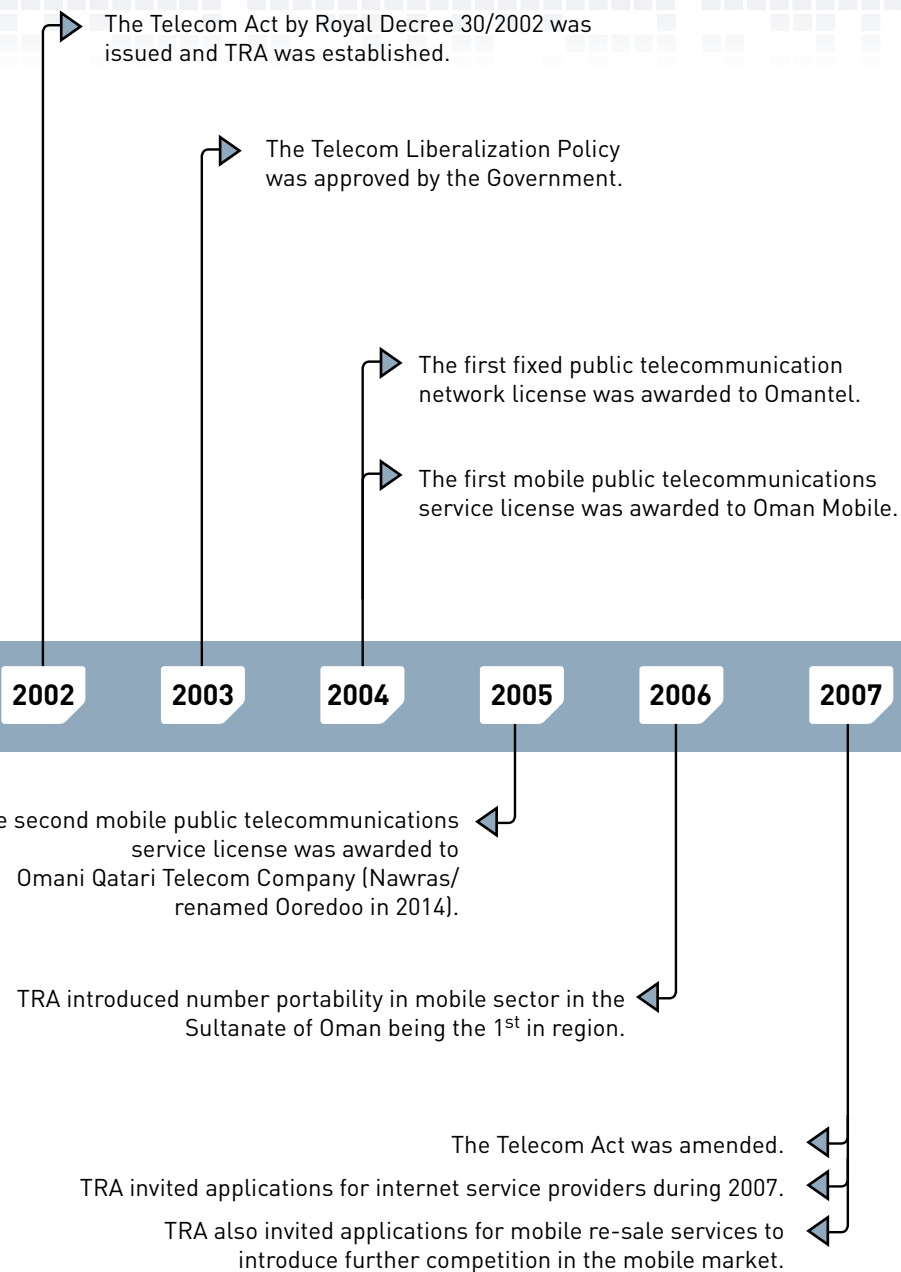 The Telecom Act by Royal Decree 30/2002 was
issued and TRA was established.
The Telecom Liberalization Policy
was approved by the Government.
The first fixed public telecommunication
network license was awarded to Omantel.
The first mobile public telecommunications
service license was awarded to Oman Mobile.
2002 2003 2004 2005 2006 2007
second mobile public telecommunications
service license was awarded to
Omani Qatari Telecom Company (Nawras/
renamed Ooredoo in 2014).
TRA introduced number portability in mobile sector in the
Sultanate of Oman being the 1st in region.
The Telecom Act was amended.
TRA invited applications for internet service providers during 2007.
TRA also invited applications for mobile re-sale services to
introduce further competition in the mobile market.